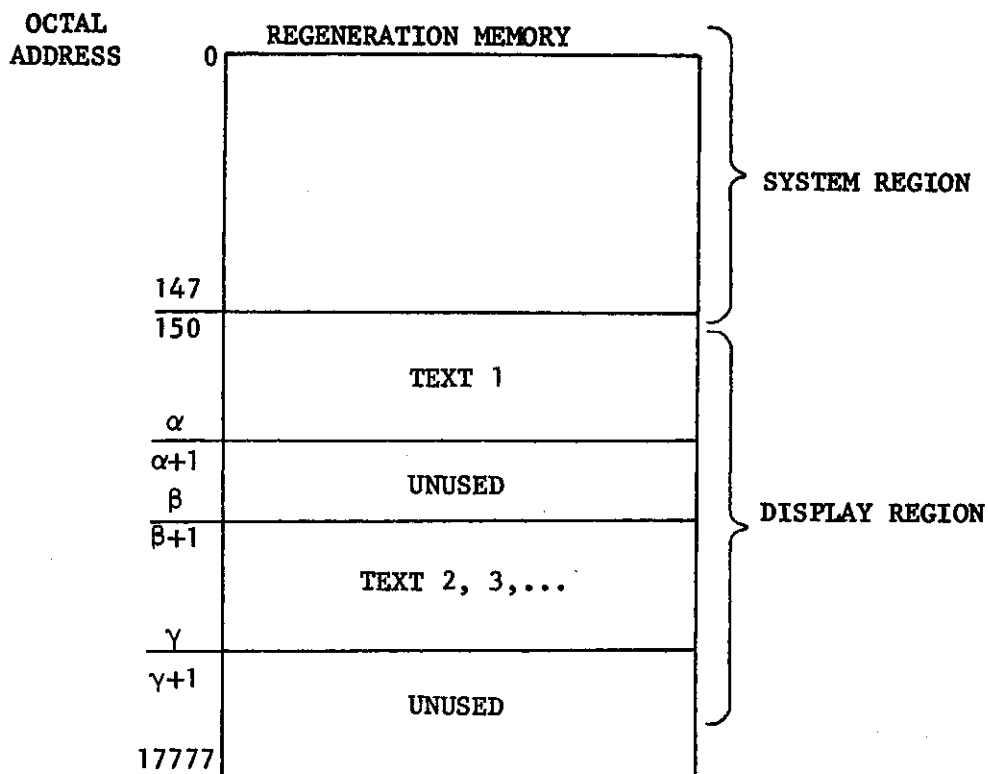 OCTAL
ADDRESS
REGENERATION MEMORY
0
SYSTEM REGION
147
150
TEXT 1
α
α+1
UNUSED
β
β+1
DISPLAY REGION
TEXT 2, 3,...
γ
γ+1
UNUSED
17777